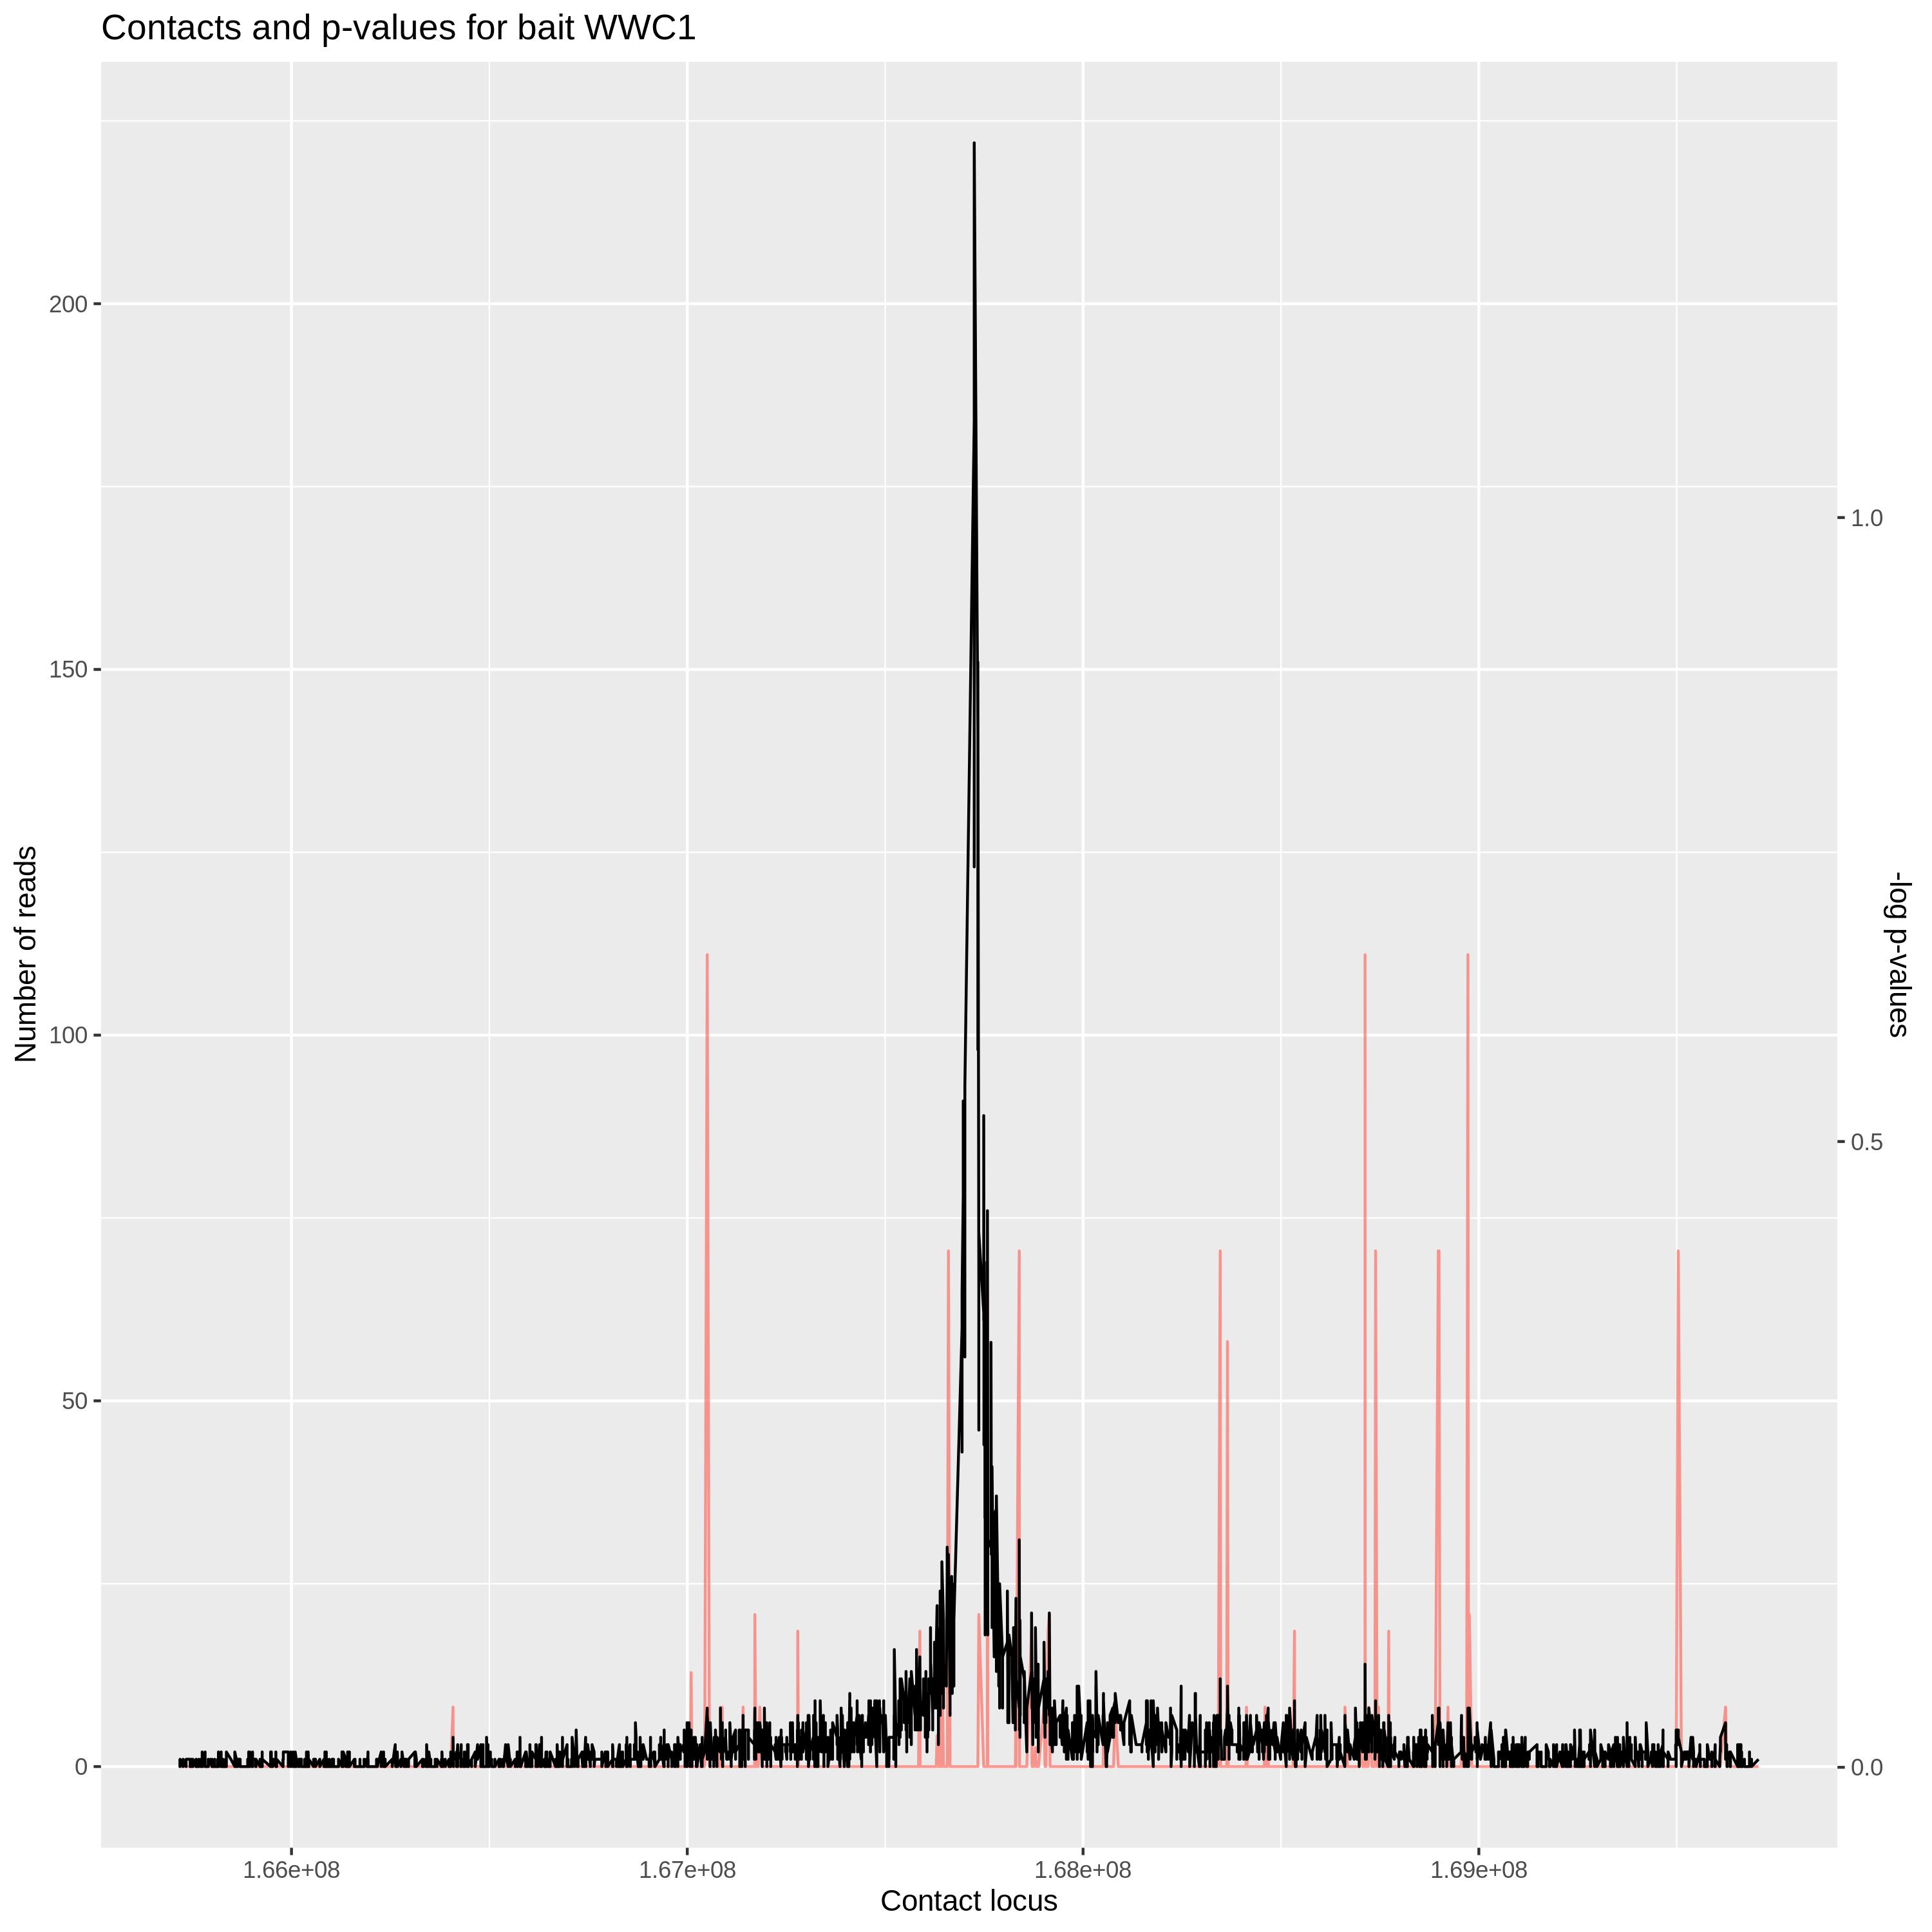 Contacts and p-values for bait WWC1
Number of reads
200
150
100
50
0
1.0
0.5
0.0
-log p-values
1.66e+08
1.67e+08
1.68e+08
1.69e+08
Contact locus